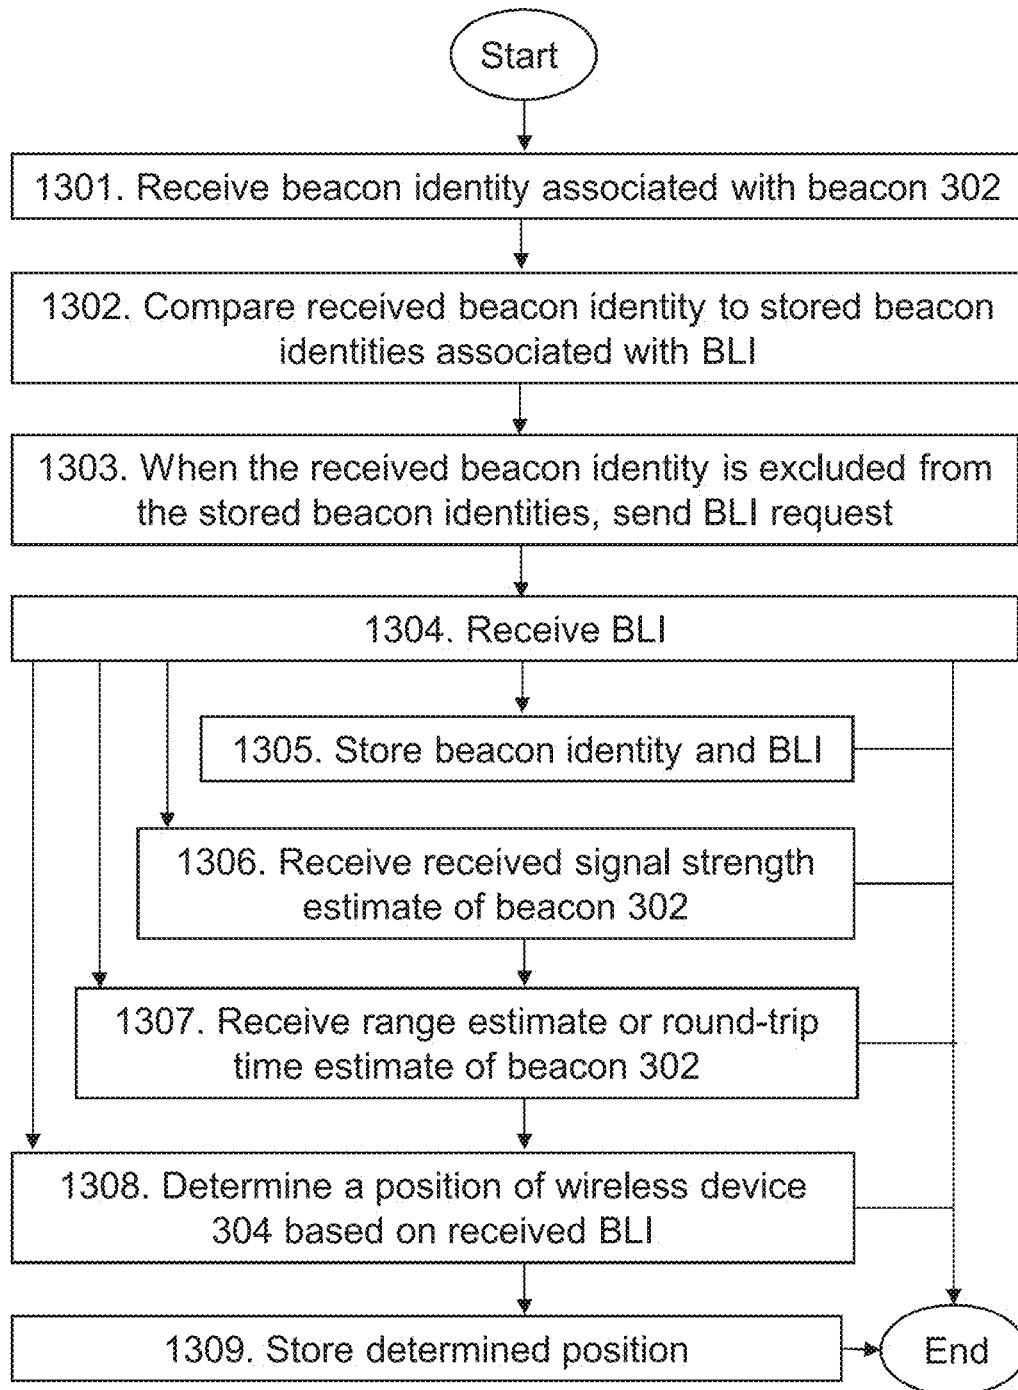 Start
1301. Receive beacon identity associated with beacon 302
1302. Compare received beacon identity to stored beacon
identities associated with BLI
1303. When the received beacon identity is excluded from
the stored beacon identities, send BLI request
1304. Receive BLI
1305. Store beacon identity and BLI
1306. Receive received signal strength
estimate of beacon 302
1307. Receive range estimate or round-trip
time estimate of beacon 302
1308. Determine a position of wireless device
304 based on received BLI
1309. Store determined position
End